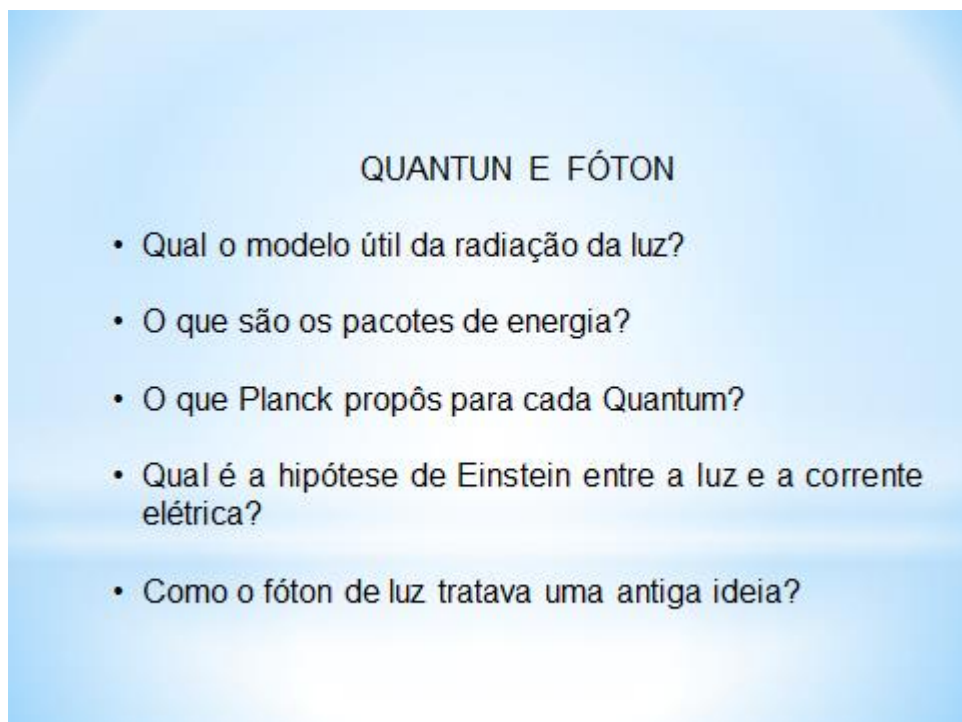 QUANTUN E FÓTON
• Qual o modelo útil da radiação da luz?
• O que são os pacotes de energia?
• O que Planck propôs para cada Quantum?
• Qual é a hipótese de Einstein entre a luz e a corrente
elétrica?
• Como o fóton de luz tratava uma antiga ideia?